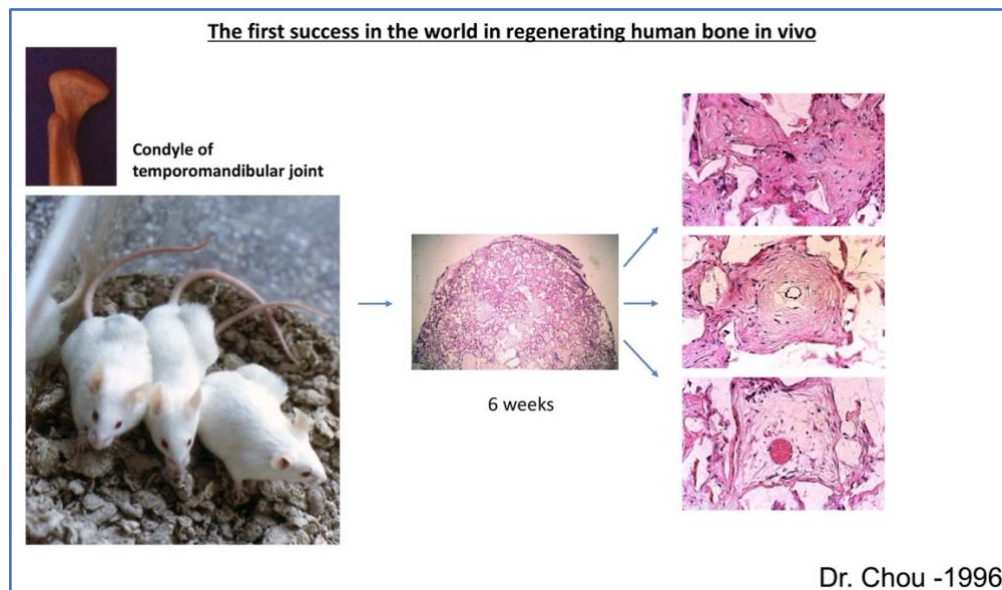 The first success in the world in regenerating human bone in vivo
Condyle of
temporomandibular joint
6 weeks
Dr. Chou -1996